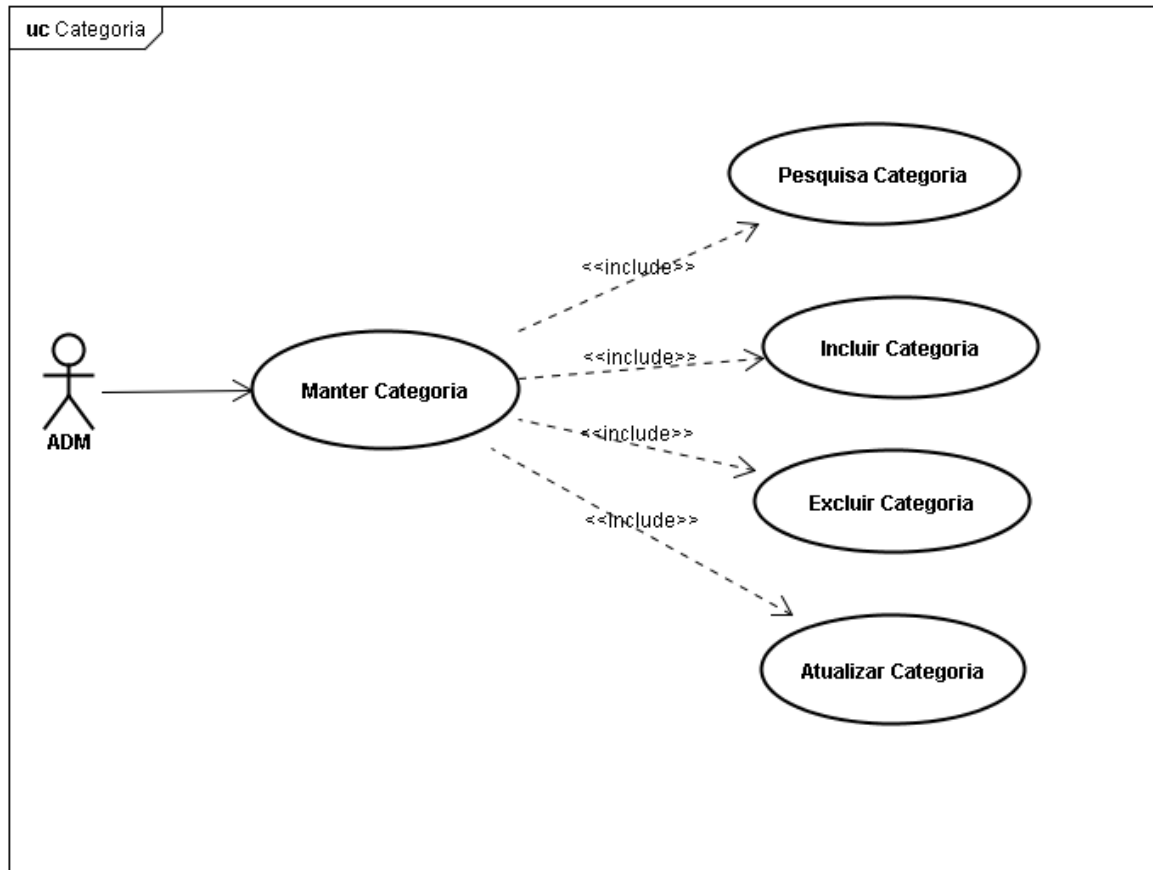 uc Categoria
Pesquisa Categoria
<<include>>
Incluir Categoria
<<include>>
Manter Categoria
ADM
<<include>>
Excluir Categoria
<<include>>
Atualizar Categoria